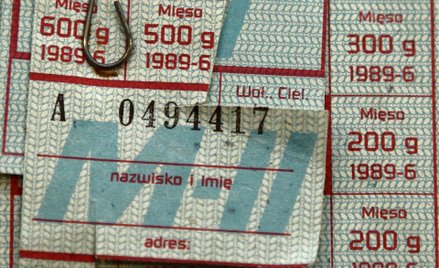 Mięso
600 g
1989-6
Mięso
500 g
1989-6
Mięso
300 g
1989-6
Woł. Ciel.
A 0494417
M-II
nazwisko i imię
adres:
Mięso
200 g
1989-6
Mięso
200 g